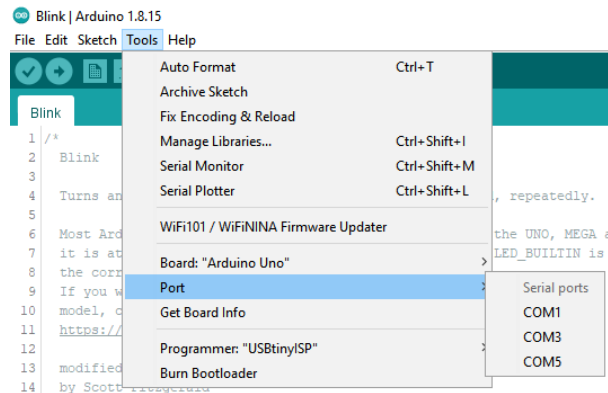 Blink | Arduino 1.8.15
File Edit Sketch Tools Help
Auto Format Ctrl+T
Archive Sketch
Fix Encoding & Reload
Manage Libraries... Ctrl+Shift+I
Serial Monitor Ctrl+Shift+M
Serial Plotter Ctrl+Shift+L
WiFi101 / WiFiNINA Firmware Updater
Board: "Arduino Uno"
Port
Get Board Info
Programmer: "USBtinyISP"
Burn Bootloader
Serial ports
COM1
COM3
COM5
Blink
1 /*
2 Blink
3
4 Turns an , repeatedly.
5
6 Most Ard the UNO, MEGA a
7 it is at LED_BUILTIN is
8 the corr
9 If you w
10 model, c
11 https://
12
13 modified
14 by Scott Fitzgerald